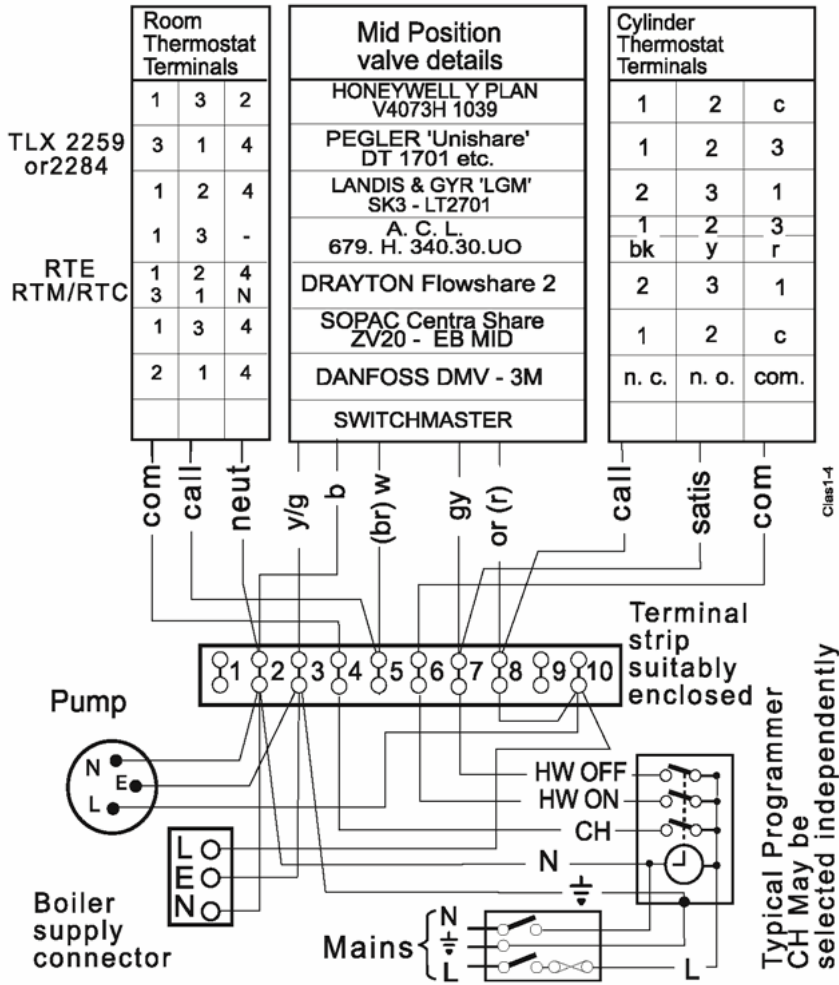 Room
Thermostat
Terminals
1 3 2
TLX 2259
or2284
3 1 4
1 2 4
1 3 -
RTE
RTM/RTC
1 2 4
3 1 N
1 3 4
2 1 4
Mid Position
valve details
HONEYWELL Y PLAN
V4073H 1039
PEGLER 'Unishare'
DT 1701 etc.
LANDIS & GYR 'LGM'
SK3 - LT2701
A. C. L.
679. H. 340.30.UO
DRAYTON Flowshare 2
SOPAC Centra Share
ZV20 - EB MID
DANFOSS DMV - 3M
SWITCHMASTER
Cylinder
Thermostat
Terminals
1 2 c
1 2 3
2 3 1
1 2 3
bk y r
2 3 1
1 2 c
n. c. n. o. com.
com
call
neut
y/g
b
(br) w
gy
or (r)
call
satis
com
Clas1-4
1 2 3 4 5 6 7 8 9 10
Terminal
strip
suitably
enclosed
Pump
N
E
L
HW OFF
HW ON
CH
N
L
E
N
Boiler
supply
connector
Mains
N
L
L
Typical Programmer
CH May be
selected independently